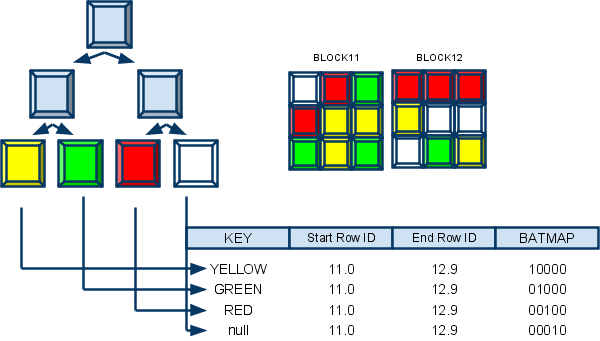 BLOCK11 BLOCK12
KEY Start Row ID End Row ID BATMAP
YELLOW 11.0 12.9 10000
GREEN 11.0 12.9 01000
RED 11.0 12.9 00100
null 11.0 12.9 00010